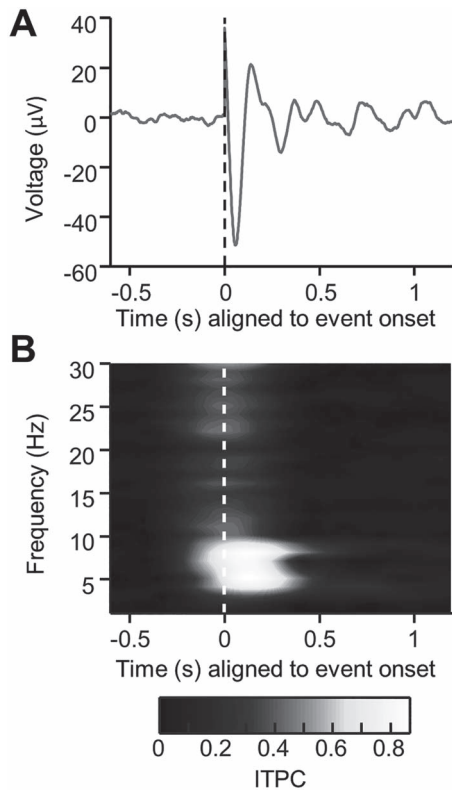 A
40
20
0
-20
-40
-60
Voltage (µV)
-0.5 0 0.5 1
Time (s) aligned to event onset
B
30
25
20
15
10
5
Frequency (Hz)
-0.5 0 0.5 1
Time (s) aligned to event onset
0 0.2 0.4 0.6 0.8
ITPC